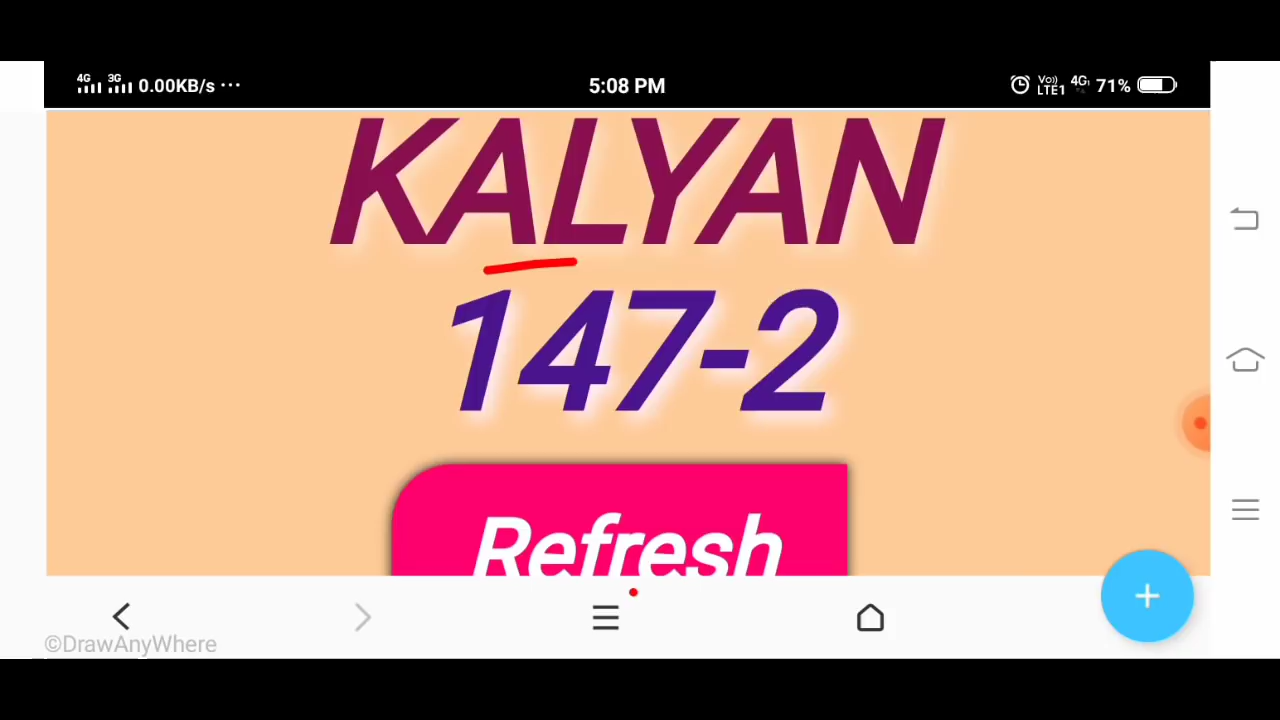 4G 3G 0.00KB/s ... 5:08 PM Vo) LTE1 4G 71%
KALYAN
147-2
Refresh
©DrawAnyWhere